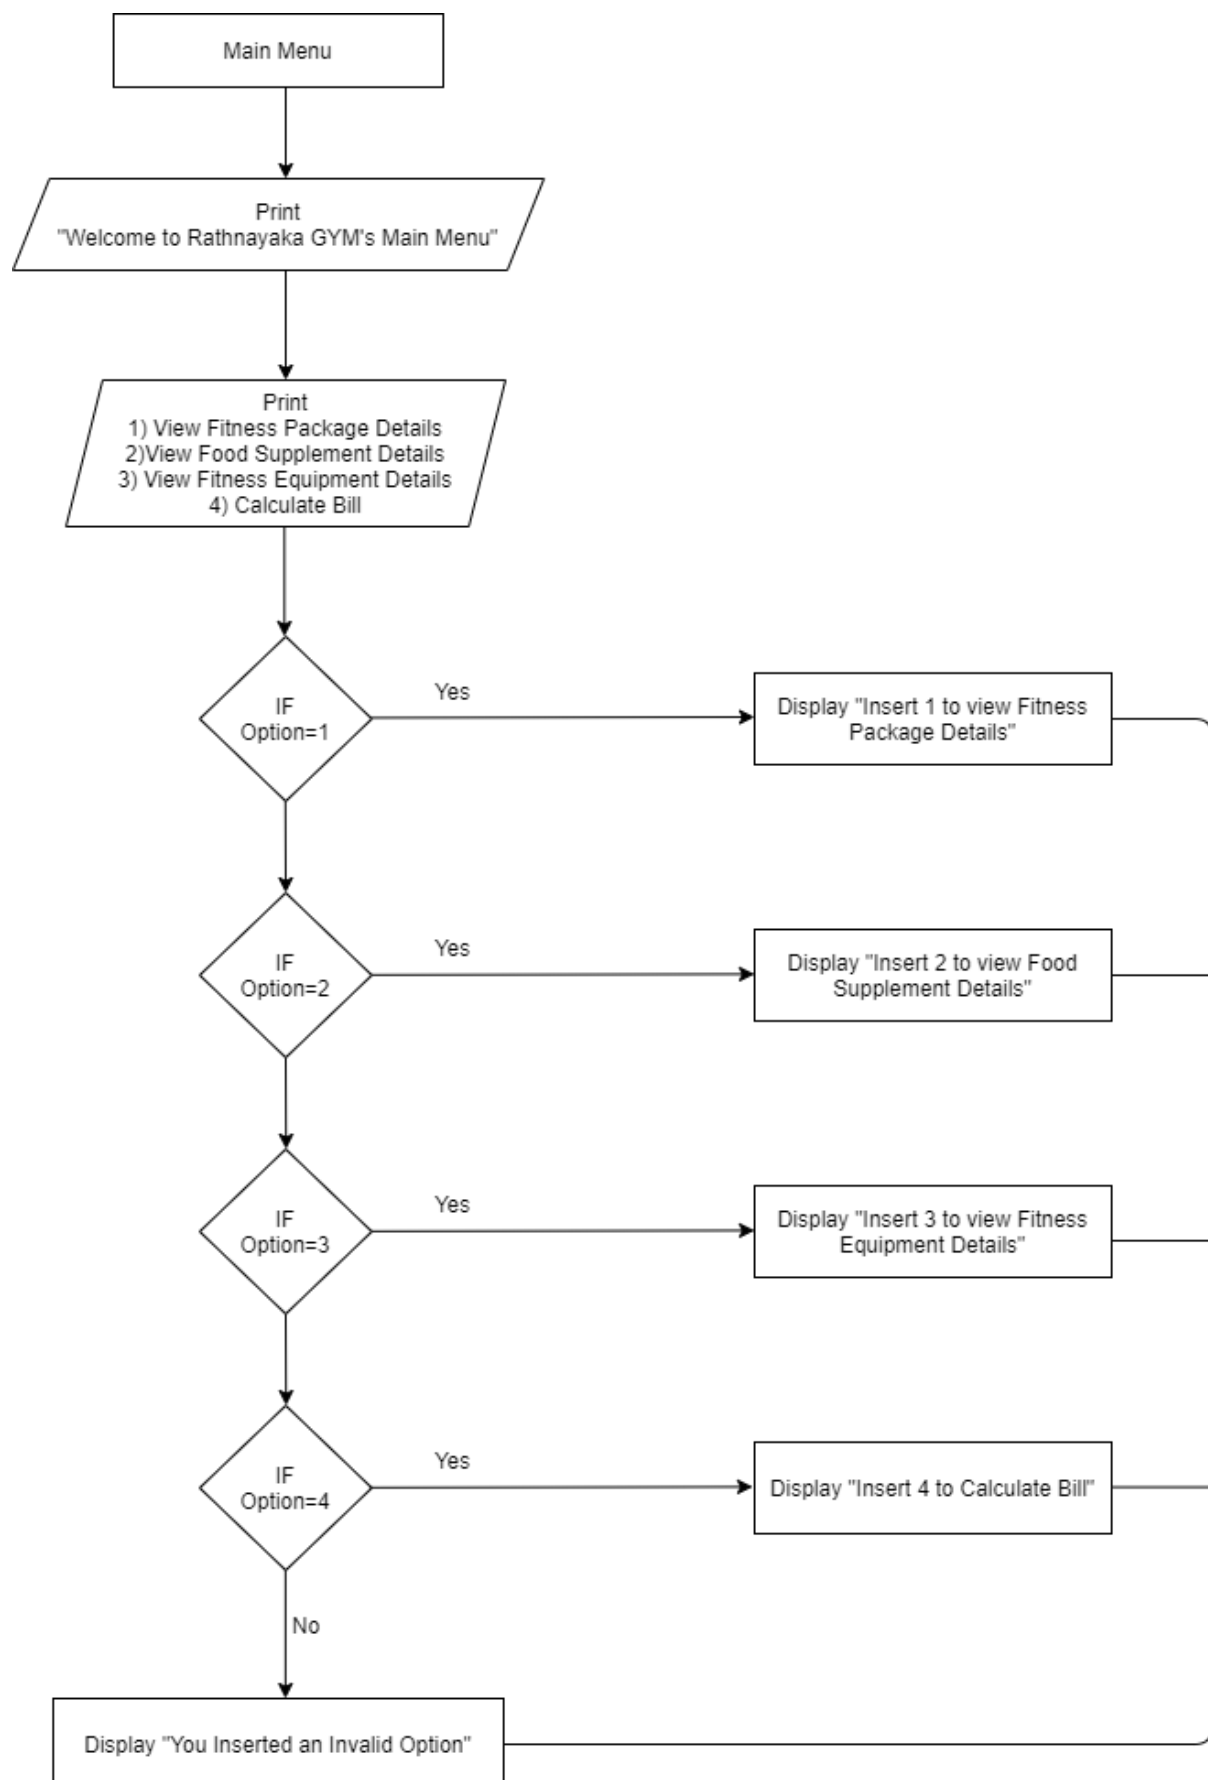 Main Menu
Print
"Welcome to Rathnayaka GYM's Main Menu"
Print
1) View Fitness Package Details
2)View Food Supplement Details
3) View Fitness Equipment Details
4) Calculate Bill
IF
Option=1
Yes
Display "Insert 1 to view Fitness
Package Details"
IF
Option=2
Yes
Display "Insert 2 to view Food
Supplement Details"
IF
Option=3
Yes
Display "Insert 3 to view Fitness
Equipment Details"
IF
Option=4
Yes
Display "Insert 4 to Calculate Bill"
No
Display "You Inserted an Invalid Option"